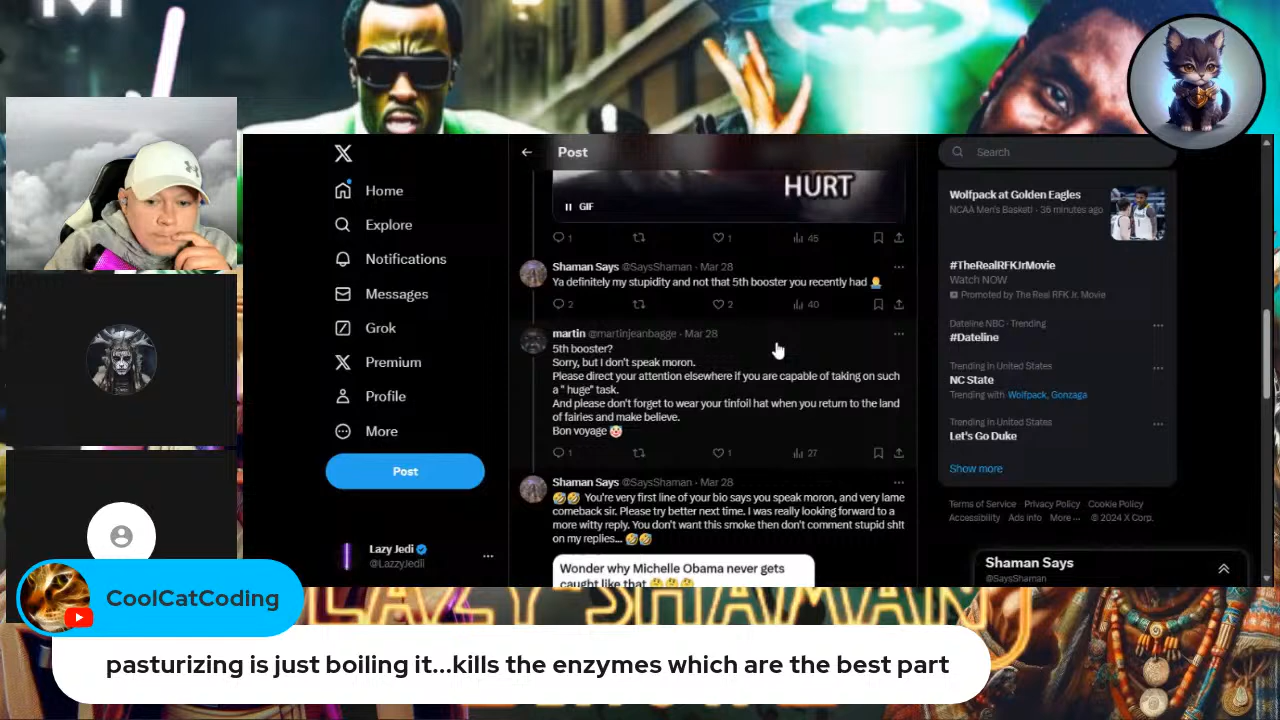 M
X
Home
Explore
Notifications
Messages
Grok
Premium
Profile
More
Post
Lazy Jedi
@LazzyJedii
Post
HURT
GIF
1
1
45
Shaman Says @SaysShaman · Mar 28
Ya definitely my stupidity and not that 5th booster you recently had 🤷‍♂️
2
2
40
martin @martinjeanbagge · Mar 28
5th booster?
Sorry, but I don't speak moron.
Please direct your attention elsewhere if you are capable of taking on such
a " huge" task.
And please don't forget to wear your tinfoil hat when you return to the land
of fairies and make believe.
Bon voyage 🤡
1
1
27
Shaman Says @SaysShaman · Mar 28
🤣🤣 You're very first line of your bio says you speak moron, and very lame
comeback sir. Please try better next time. I was really looking forward to a
more witty reply. You don't want this smoke then don't comment stupid sh!t
on my replies... 🤣🤣
Wonder why Michelle Obama never gets
caught like that 🤔🤔🤔
Search
Wolfpack at Golden Eagles
NCAA Men's Basketball · 36 minutes ago
#TheRealRFKJrMovie
Watch NOW
Promoted by The Real RFK Jr. Movie
Dateline NBC · Trending
#Dateline
Trending in United States
NC State
Trending with Wolfpack, Gonzaga
Trending in United States
Let's Go Duke
Show more
Terms of Service Privacy Policy Cookie Policy
Accessibility Ads info More ··· © 2024 X Corp.
Shaman Says
@SaysShaman
LAZY SHAMAN
CoolCatCoding
pasturizing is just boiling it...kills the enzymes which are the best part